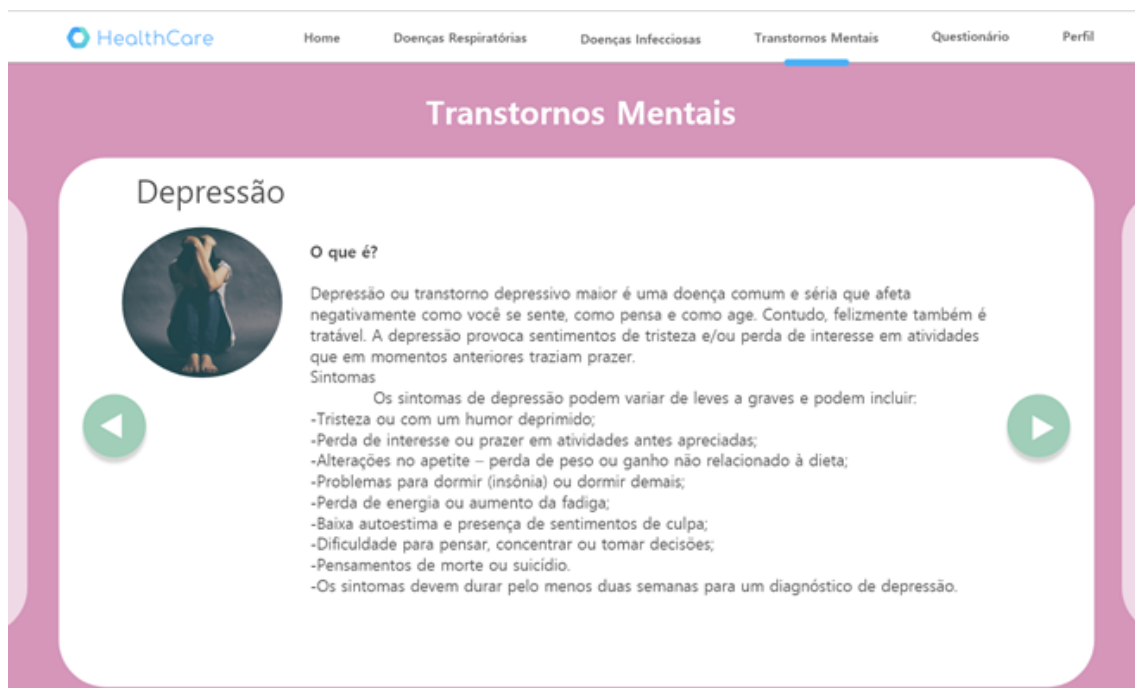 HealthCare
Home
Doenças Respiratórias
Doenças Infecciosas
Transtornos Mentais
Questionário
Perfil
Transtornos Mentais
Depressão
O que é?
Depressão ou transtorno depressivo maior é uma doença comum e séria que afeta
negativamente como você se sente, como pensa e como age. Contudo, felizmente também é
tratável. A depressão provoca sentimentos de tristeza e/ou perda de interesse em atividades
que em momentos anteriores traziam prazer.
Sintomas
Os sintomas de depressão podem variar de leves a graves e podem incluir:
-Tristeza ou com um humor deprimido;
-Perda de interesse ou prazer em atividades antes apreciadas;
-Alterações no apetite – perda de peso ou ganho não relacionado à dieta;
-Problemas para dormir (insônia) ou dormir demais;
-Perda de energia ou aumento da fadiga;
-Baixa autoestima e presença de sentimentos de culpa;
-Dificuldade para pensar, concentrar ou tomar decisões;
-Pensamentos de morte ou suicídio.
-Os sintomas devem durar pelo menos duas semanas para um diagnóstico de depressão.